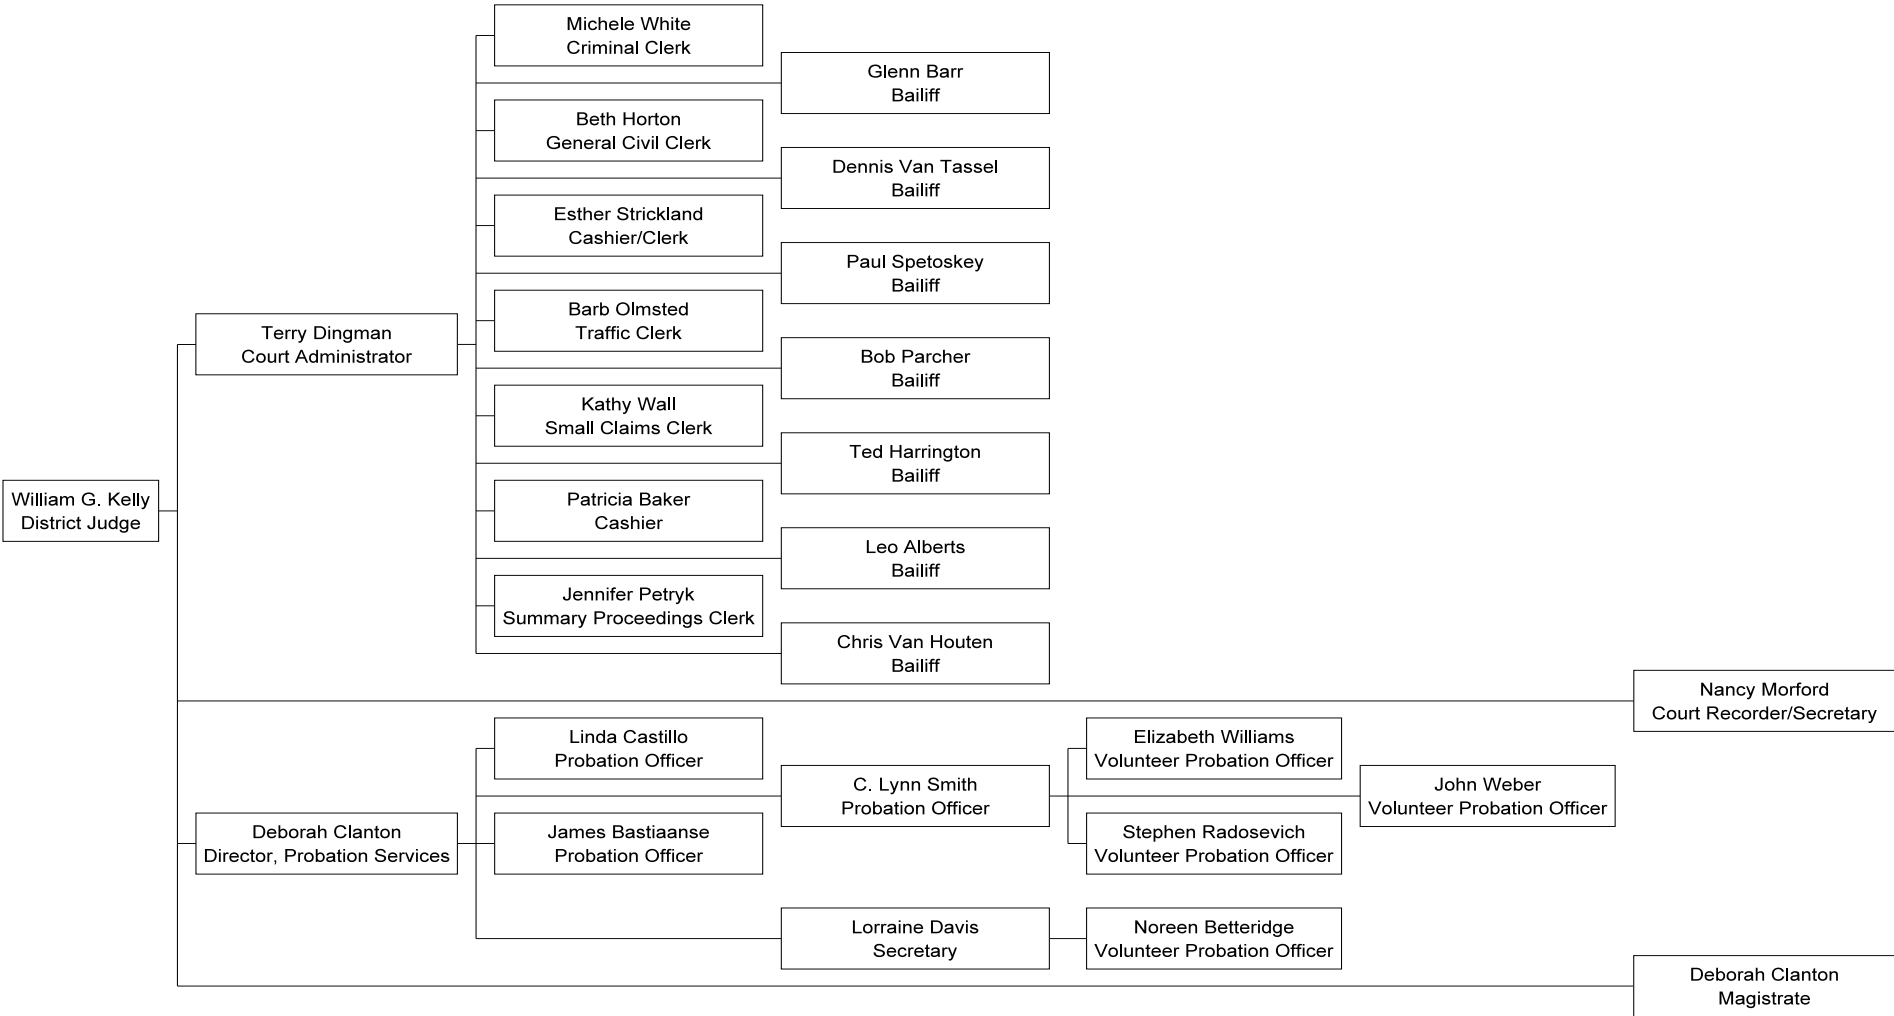 William G. Kelly
District Judge
Terry Dingman
Court Administrator
Michele White
Criminal Clerk
Glenn Barr
Bailiff
Beth Horton
General Civil Clerk
Dennis Van Tassel
Bailiff
Esther Strickland
Cashier/Clerk
Paul Spetoskey
Bailiff
Barb Olmsted
Traffic Clerk
Bob Parcher
Bailiff
Kathy Wall
Small Claims Clerk
Ted Harrington
Bailiff
Patricia Baker
Cashier
Leo Alberts
Bailiff
Jennifer Petryk
Summary Proceedings Clerk
Chris Van Houten
Bailiff
Nancy Morford
Court Recorder/Secretary
Deborah Clanton
Director, Probation Services
Linda Castillo
Probation Officer
C. Lynn Smith
Probation Officer
Elizabeth Williams
Volunteer Probation Officer
John Weber
Volunteer Probation Officer
Stephen Radosevich
Volunteer Probation Officer
James Bastiaanse
Probation Officer
Lorraine Davis
Secretary
Noreen Betteridge
Volunteer Probation Officer
Deborah Clanton
Magistrate